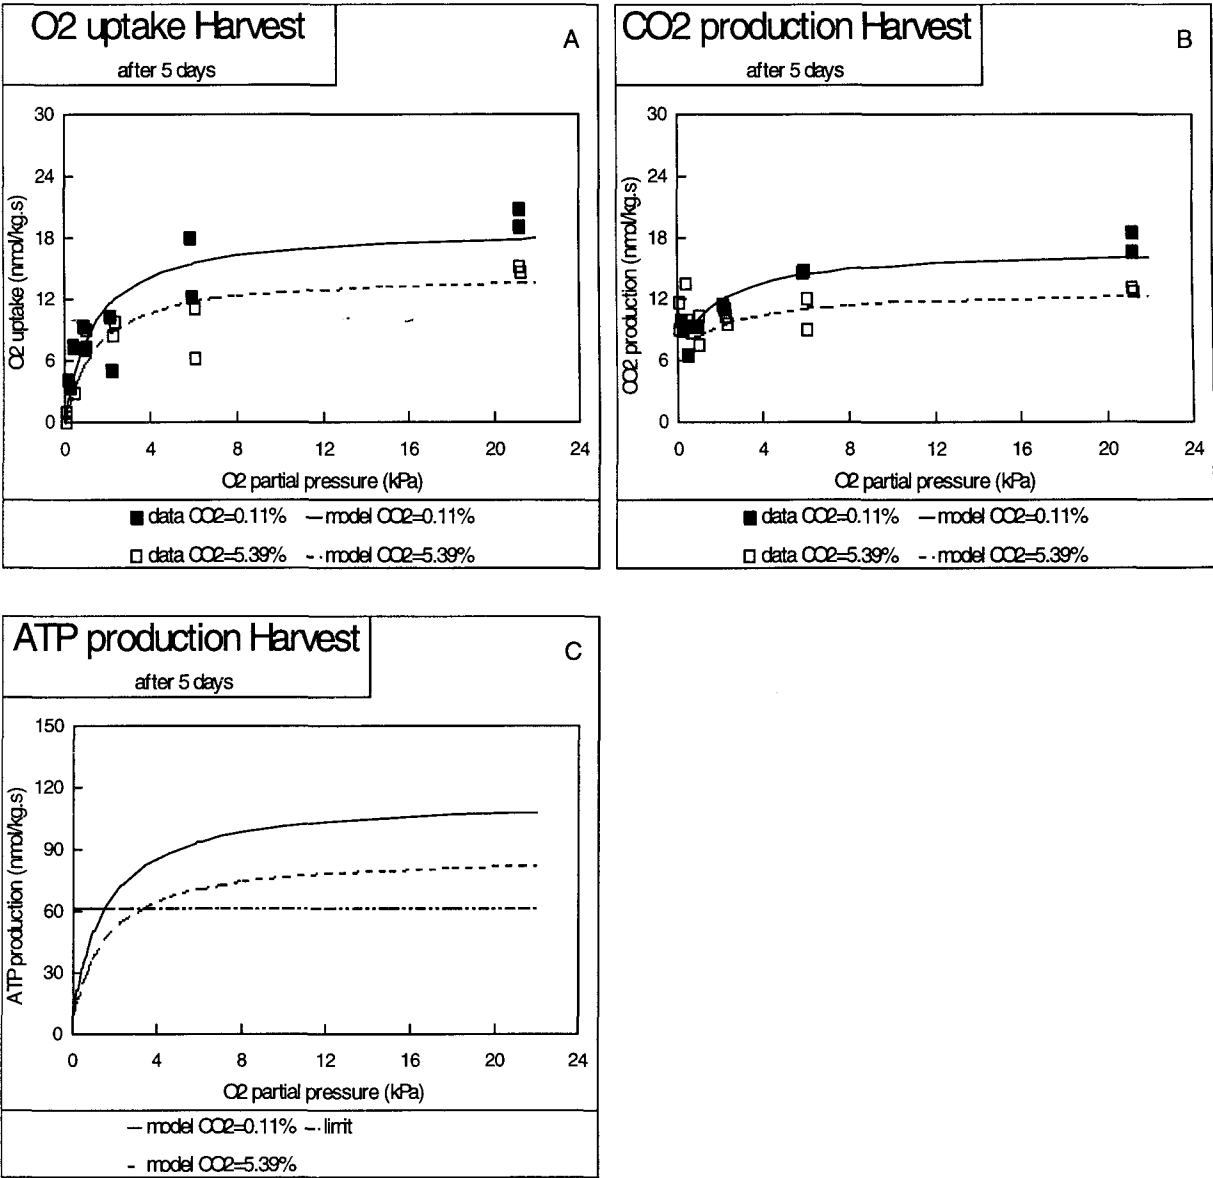 O2 uptake Harvest
after 5 days
A
30
24
18
12
6
0
O2 uptake (nmol/kg.s)
0 4 8 12 16 20 24
O2 partial pressure (kPa)
data CO2=0.11% model CO2=0.11%
data CO2=5.39% model CO2=5.39%
CO2 production Harvest
after 5 days
B
30
24
18
12
6
0
CO2 production (nmol/kg.s)
0 4 8 12 16 20 24
O2 partial pressure (kPa)
data CO2=0.11% model CO2=0.11%
data CO2=5.39% model CO2=5.39%
ATP production Harvest
after 5 days
C
150
120
90
60
30
0
ATP production (nmol/kg.s)
0 4 8 12 16 20 24
O2 partial pressure (kPa)
model CO2=0.11% limit
model CO2=5.39%